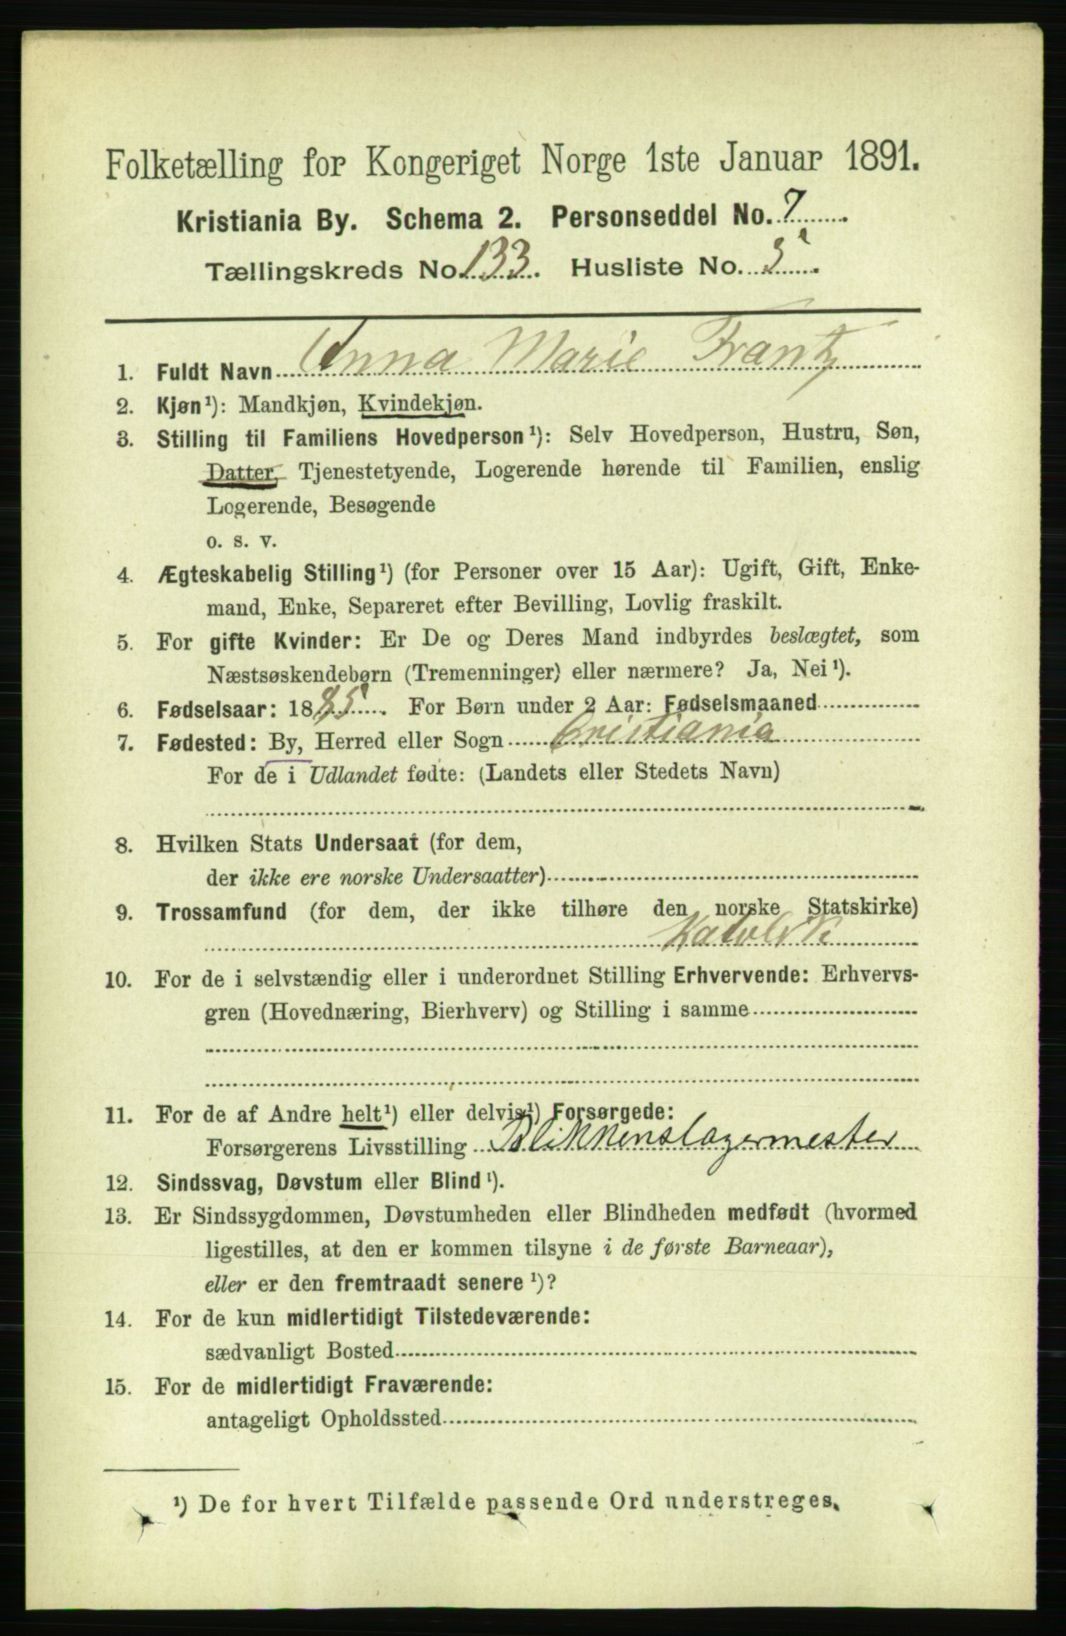 Folketælling for Kongeriget Norge 1ste Januar 1891.
Kristiania By. Schema 2. Personseddel No. 7
Tællingskreds No. 133. Husliste No. 5.
1. Fuldt Navn Anna Marie Frantz
2. Kjøn¹): Mandkjøn, Kvindekjøn.
3. Stilling til Familiens Hovedperson¹): Selv Hovedperson, Hustru, Søn,
Datter, Tjenestetyende, Logerende hørende til Familien, enslig
Logerende, Besøgende
o. s. v.
4. Ægteskabelig Stilling¹) (for Personer over 15 Aar): Ugift, Gift, Enke-
mand, Enke, Separeret efter Bevilling, Lovlig fraskilt.
5. For gifte Kvinder: Er De og Deres Mand indbyrdes beslægtet, som
Næstsøskendebørn (Tremenninger) eller nærmere? Ja, Nei¹).
6. Fødselsaar: 1885. For Børn under 2 Aar: Fødselsmaaned
7. Fødested: By, Herred eller Sogn Cristiania
For de i Udlandet fødte: (Landets eller Stedets Navn)
8. Hvilken Stats Undersaat (for dem,
der ikke ere norske Undersaatter)
9. Trossamfund (for dem, der ikke tilhøre den norske Statskirke)
Katolik
10. For de i selvstændig eller i underordnet Stilling Erhvervende: Erhvervs-
gren (Hovednæring, Bierhverv) og Stilling i samme
11. For de af Andre helt¹) eller delvis¹) Forsørgede:
Forsørgerens Livsstilling Blikkenslagermester
12. Sindssvag, Døvstum eller Blind¹).
13. Er Sindssygdommen, Døvstumheden eller Blindheden medfødt (hvormed
ligestilles, at den er kommen tilsyne i de første Barneaar),
eller er den fremtraadt senere¹)?
14. For de kun midlertidigt Tilstedeværende:
sædvanligt Bosted
15. For de midlertidigt Fraværende:
antageligt Opholdssted
¹) De for hvert Tilfælde passende Ord understreges.